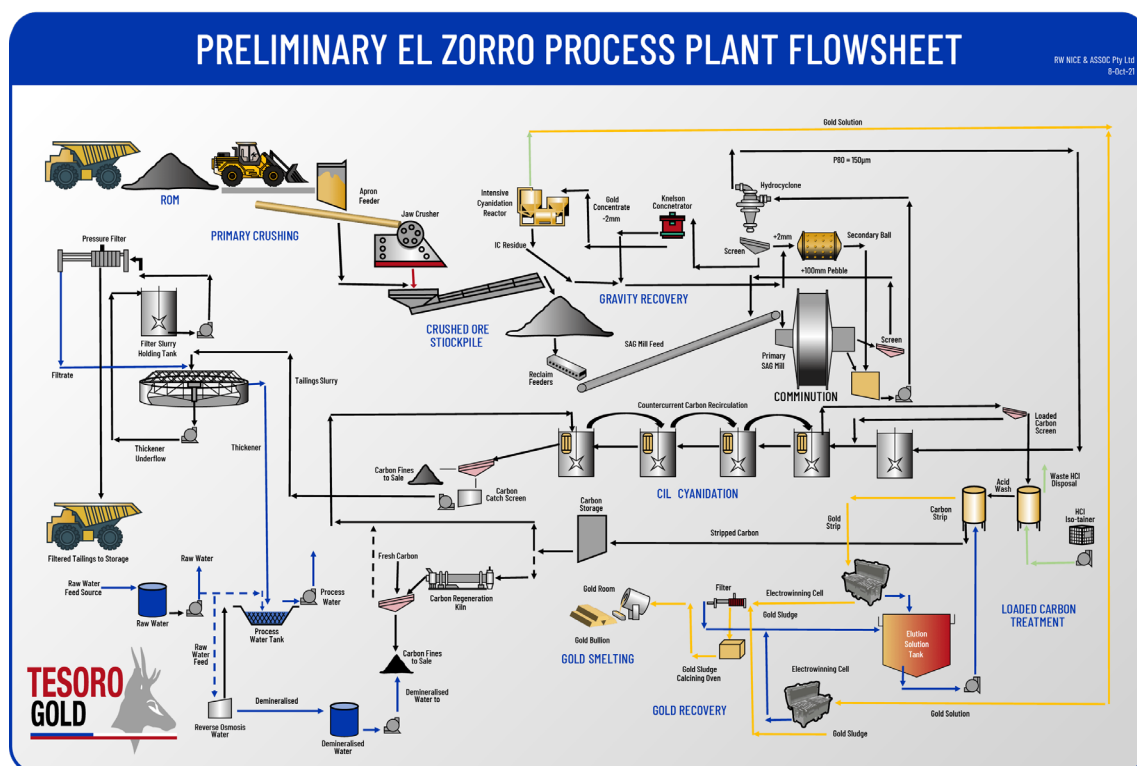 PRELIMINARY EL ZORRO PROCESS PLANT FLOWSHEET
RW NICE & ASSOC Pty Ltd
8-Oct-21
Gold Solution
P80 = 150µm
ROM
Apron
Feeder
Jaw Crusher
PRIMARY CRUSHING
Intensive
Cyanidation
Reactor
Gold
Concentrate
-2mm
Knelson
Concnetrator
Hydrocyclone
Screen
+2mm
Secondary Ball
IC Residue
+100mm Pebble
GRAVITY RECOVERY
Pressure Filter
Filter Slurry
Holding Tank
Filtrate
Tailings Slurry
CRUSHED ORE
STIOCKPILE
Reclaim
Feeders
SAG Mill Feed
Primary
SAG Mill
Screen
COMMINUTION
Thickener
Underflow
Thickener
Countercurrent Carbon Recirculation
Loaded
Carbon
Screen
Carbon Fines
to Sale
Carbon
Catch Screen
CIL CYANIDATION
Filtered Tailings to Storage
Carbon
Storage
Stripped Carbon
Gold
Strip
Carbon
Strip
Acid
Wash
Waste HCl
Disposal
HCl
Iso-tainer
Raw Water
Feed Source
Raw Water
Raw Water
Process
Water
Process
Water Tank
Fresh Carbon
Carbon Regeneration
Kiln
Carbon Fines
to Sale
Gold Room
Gold Bullion
GOLD SMELTING
Filter
Gold Sludge
Calcining Oven
Electrowinning Cell
Gold Sludge
Elution
Solution
Tank
LOADED CARBON
TREATMENT
Raw
Water
Feed
Reverse Osmosis
Water
Demineralised
Demineralised
Water
Demineralised
Water to
Electrowinning Cell
GOLD RECOVERY
Gold Sludge
Gold Solution
TESORO
GOLD